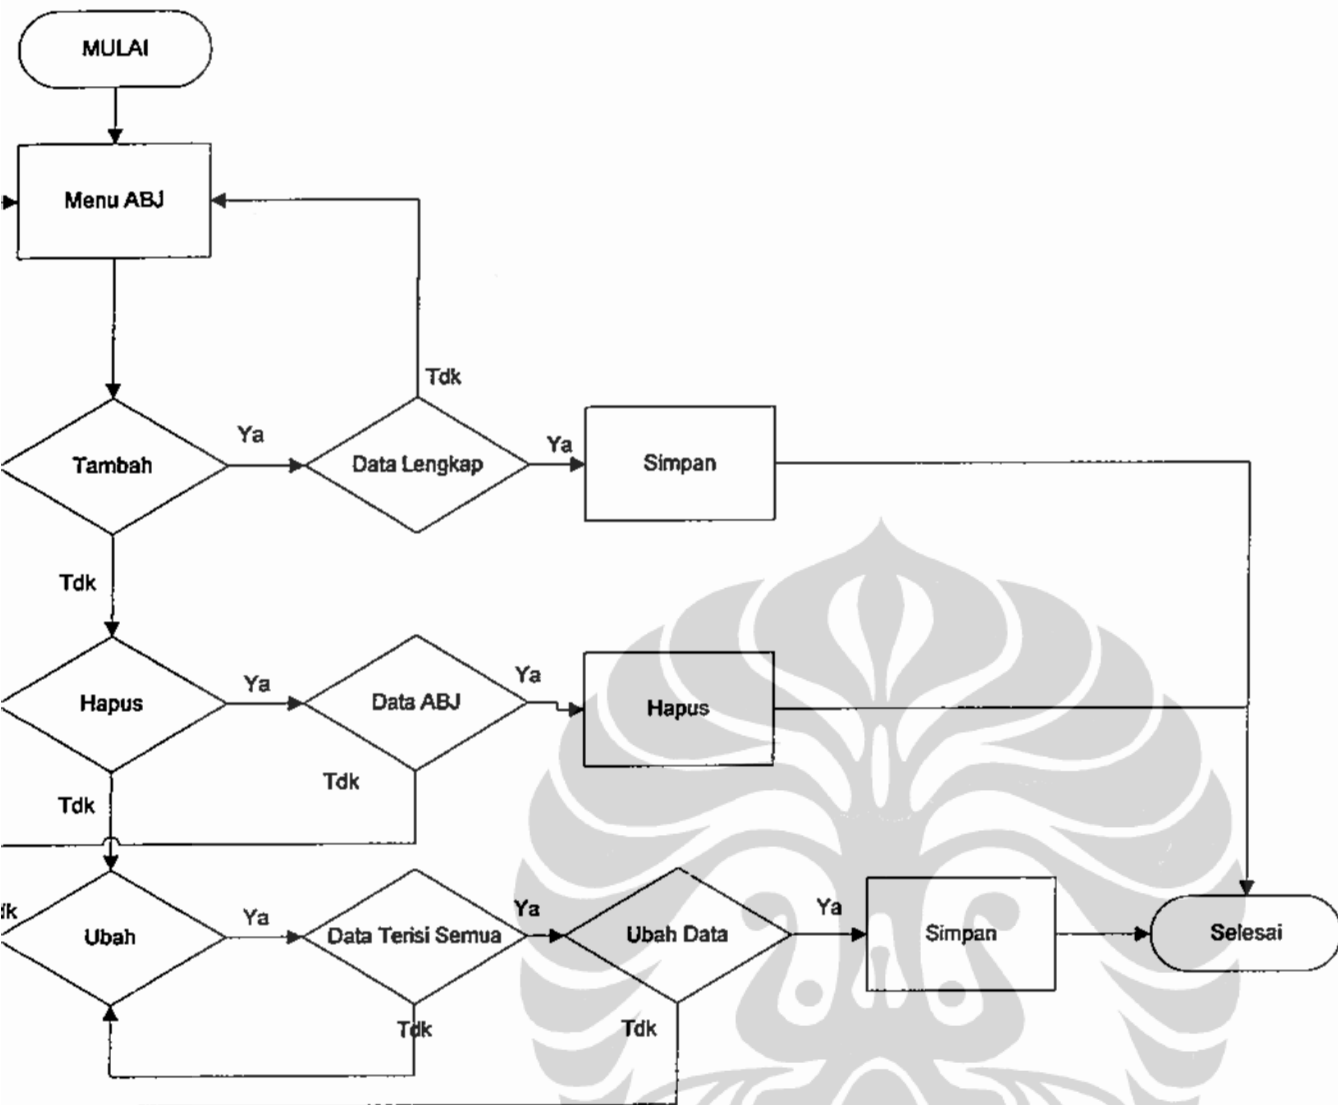 MULAI
Menu ABJ
Tdk
Ya
Ya
Tambah
Data Lengkap
Simpan
Tdk
Ya
Ya
Hapus
Data ABJ
Hapus
Tdk
Tdk
Ya
Ya
Ya
Ubah
Data Terisi Semua
Ubah Data
Simpan
Selesai
Tdk
Tdk